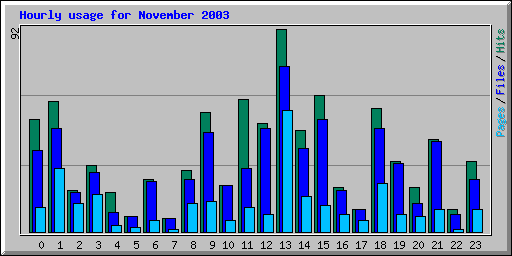 Hourly usage for November 2003
92
Pages / Files / Hits
0 1 2 3 4 5 6 7 8 9 10 11 12 13 14 15 16 17 18 19 20 21 22 23